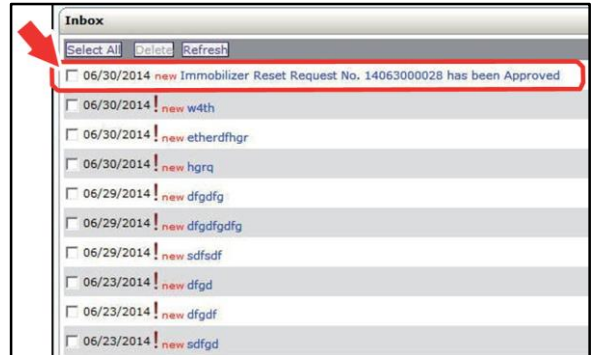 Inbox
Select All Delete Refresh
06/30/2014 new Immobilizer Reset Request No. 14063000028 has been Approved
06/30/2014 ! new w4th
06/30/2014 ! new etherdfhgr
06/30/2014 ! new hgrq
06/29/2014 ! new dfgdfg
06/29/2014 ! new dfgdfgdfg
06/29/2014 ! new sdfsdf
06/23/2014 ! new dfgd
06/23/2014 ! new dfgdf
06/23/2014 ! new sdfgd